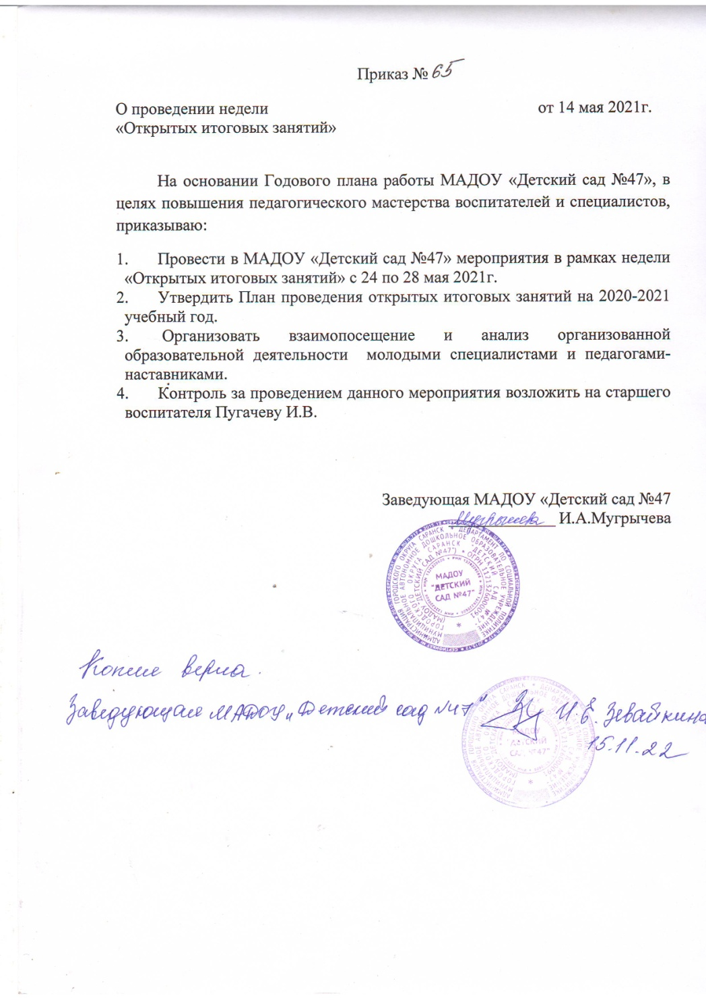 Приказ № 65
О проведении недели от 14 мая 2021г.
«Открытых итоговых занятий»
На основании Годового плана работы МАДОУ «Детский сад №47», в
целях повышения педагогического мастерства воспитателей и специалистов,
приказываю:
1. Провести в МАДОУ «Детский сад №47» мероприятия в рамках недели
«Открытых итоговых занятий» с 24 по 28 мая 2021г.
2. Утвердить План проведения открытых итоговых занятий на 2020-2021
учебный год.
3. Организовать взаимопосещение и анализ организованной
образовательной деятельности молодыми специалистами и педагогами-
наставниками.
4. Контроль за проведением данного мероприятия возложить на старшего
воспитателя Пугачеву И.В.
Заведующая МАДОУ «Детский сад №47
Мугрычева И.А.Мугрычева
МАДОУ
"ДЕТСКИЙ
САД №47"
Копия верна.
Заведующая МАДОУ „Детский сад №47" И.Е. Зевайкина
15.11.22
МАДОУ
"ДЕТСКИЙ
САД №47"